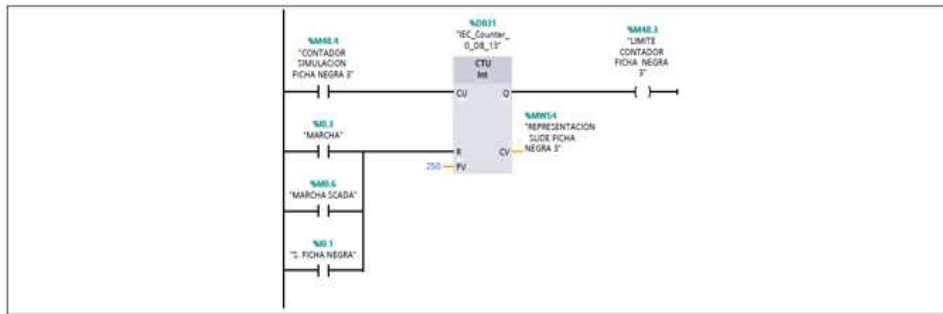 %DB31
"IEC_Counter_
0_DB_13"
%M48.4
"CONTADOR
SIMULACION
FICHA NEGRA 3"
CTU
Int
%M48.3
"LIMITE
CONTADOR
FICHA NEGRA
3"
CU
Q
%I0.3
"MARCHA"
%MW54
"REPRESENTACION
SLIDE FICHA
NEGRA 3"
R
CV
250
PV
%M0.6
"MARCHA SCADA"
%I0.1
"S. FICHA NEGRA"